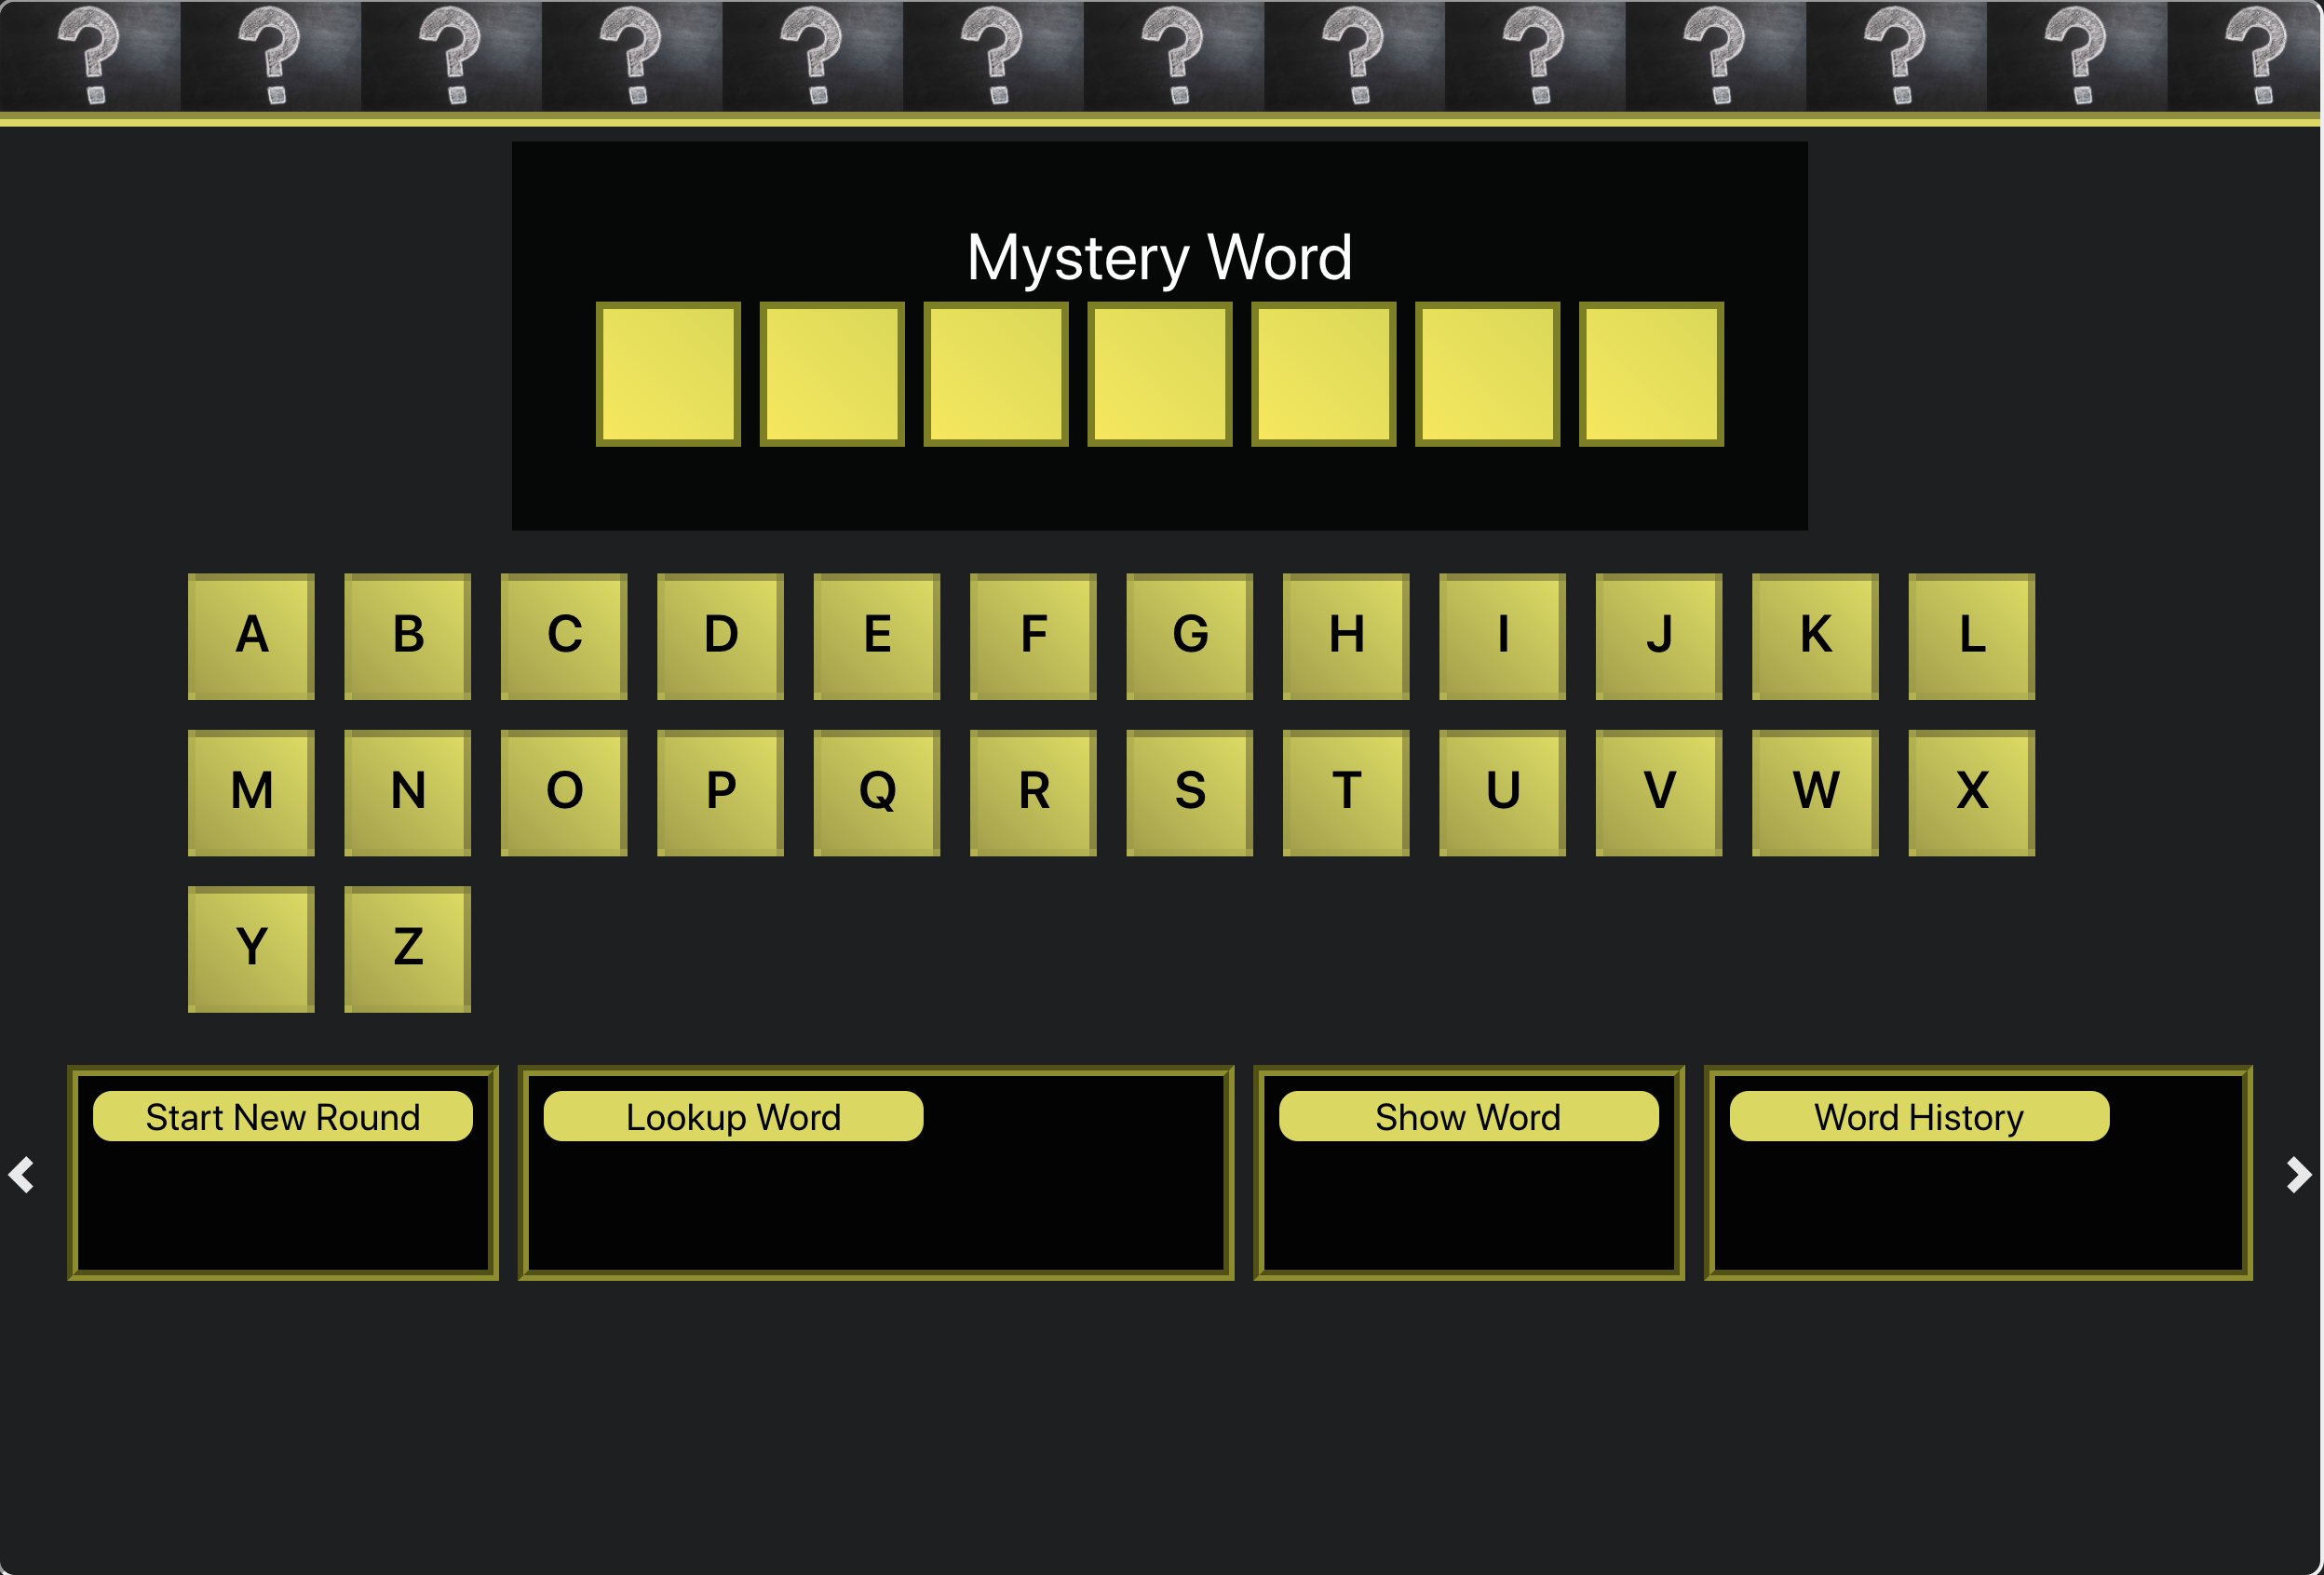 ? ? ? ? ? ? ? ? ? ? ? ? ?
Mystery Word
A B C D E F G H I J K L
M N O P Q R S T U V W X
Y Z
Start New Round Lookup Word Show Word Word History